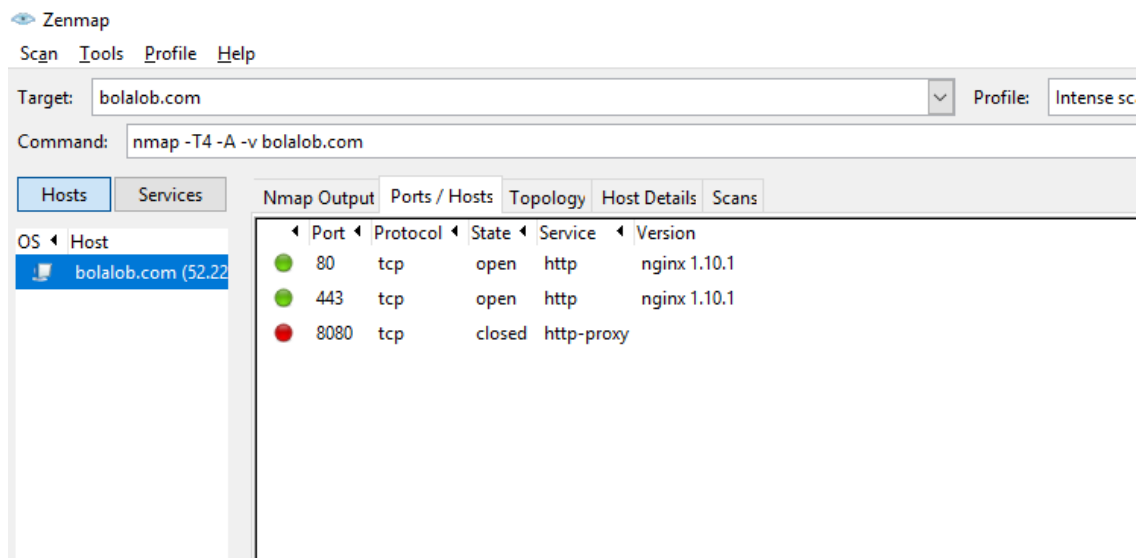 Zenmap
Scan Tools Profile Help
Target: bolalob.com Profile: Intense sc
Command: nmap -T4 -A -v bolalob.com
Hosts Services Nmap Output Ports / Hosts Topology Host Details Scans
OS Host
bolalob.com (52.22
Port Protocol State Service Version
80 tcp open http nginx 1.10.1
443 tcp open http nginx 1.10.1
8080 tcp closed http-proxy